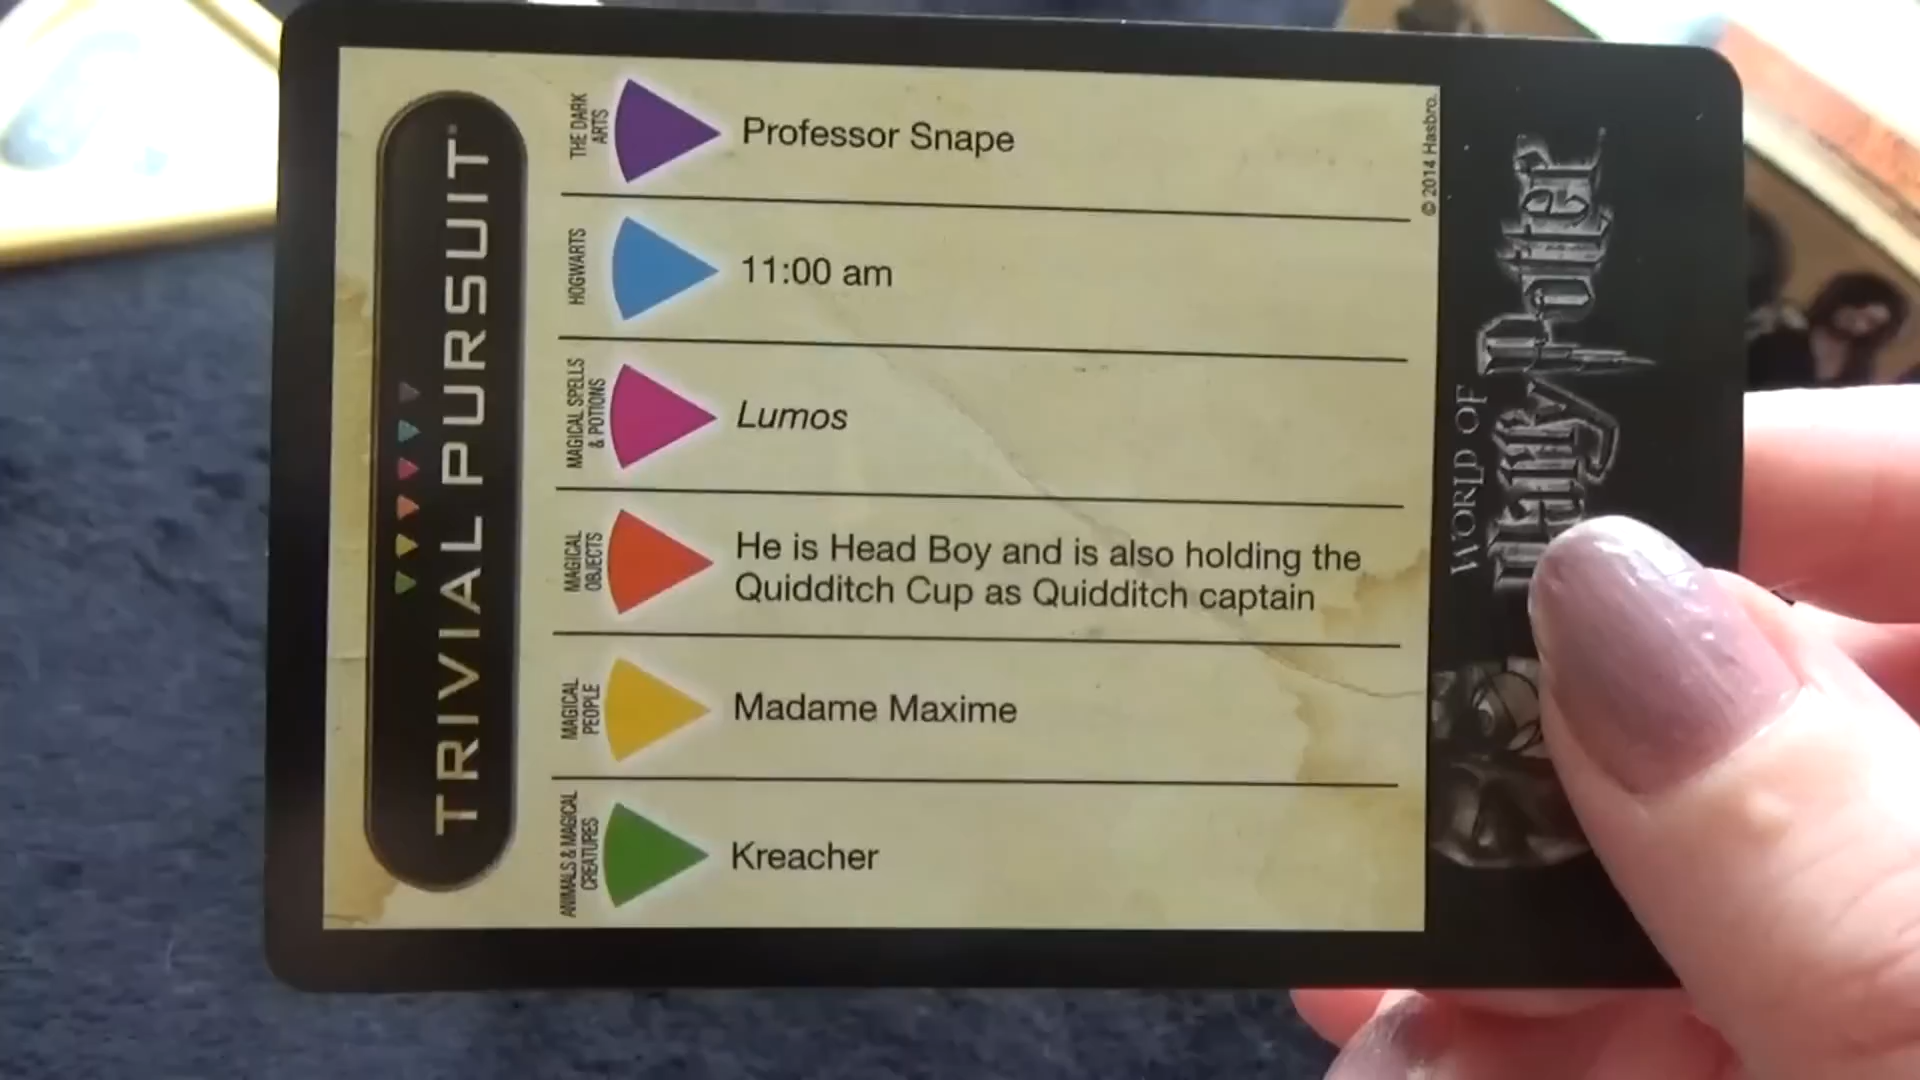 TRIVIAL PURSUIT
THE DARK
ARTS
Professor Snape
HOGWARTS
11:00 am
MAGICAL SPELLS
& POTIONS
Lumos
MAGICAL
OBJECTS
He is Head Boy and is also holding the
Quidditch Cup as Quidditch captain
MAGICAL
PEOPLE
Madame Maxime
ANIMALS & MAGICAL
CREATURES
Kreacher
© 2014 Hasbro.
WORLD OF
Harry Potter